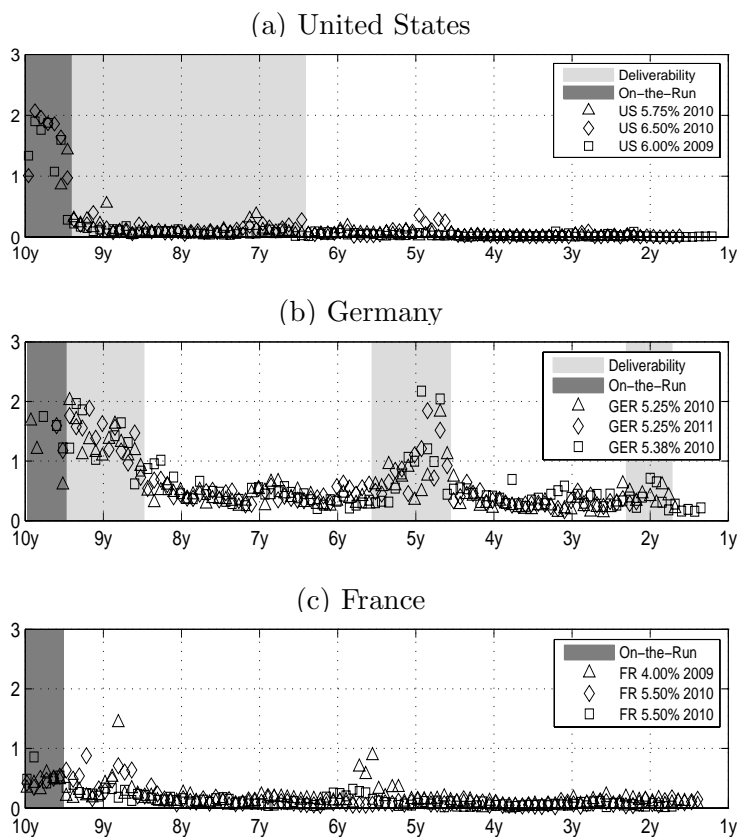 (a) United States
3
2
1
0
10y 9y 8y 7y 6y 5y 4y 3y 2y 1y
Deliverability
On-the-Run
US 5.75% 2010
US 6.50% 2010
US 6.00% 2009
(b) Germany
3
2
1
0
10y 9y 8y 7y 6y 5y 4y 3y 2y 1y
Deliverability
On-the-Run
GER 5.25% 2010
GER 5.25% 2011
GER 5.38% 2010
(c) France
3
2
1
0
10y 9y 8y 7y 6y 5y 4y 3y 2y 1y
On-the-Run
FR 4.00% 2009
FR 5.50% 2010
FR 5.50% 2010